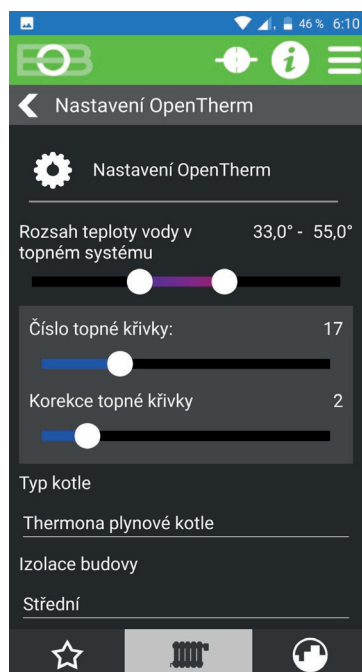 46 % 6:10
EOB
Nastavení OpenTherm
Nastavení OpenTherm
Rozsah teploty vody v 33,0° - 55,0°
topném systému
Číslo topné křivky: 17
Korekce topné křivky 2
Typ kotle
Thermona plynové kotle
Izolace budovy
Střední